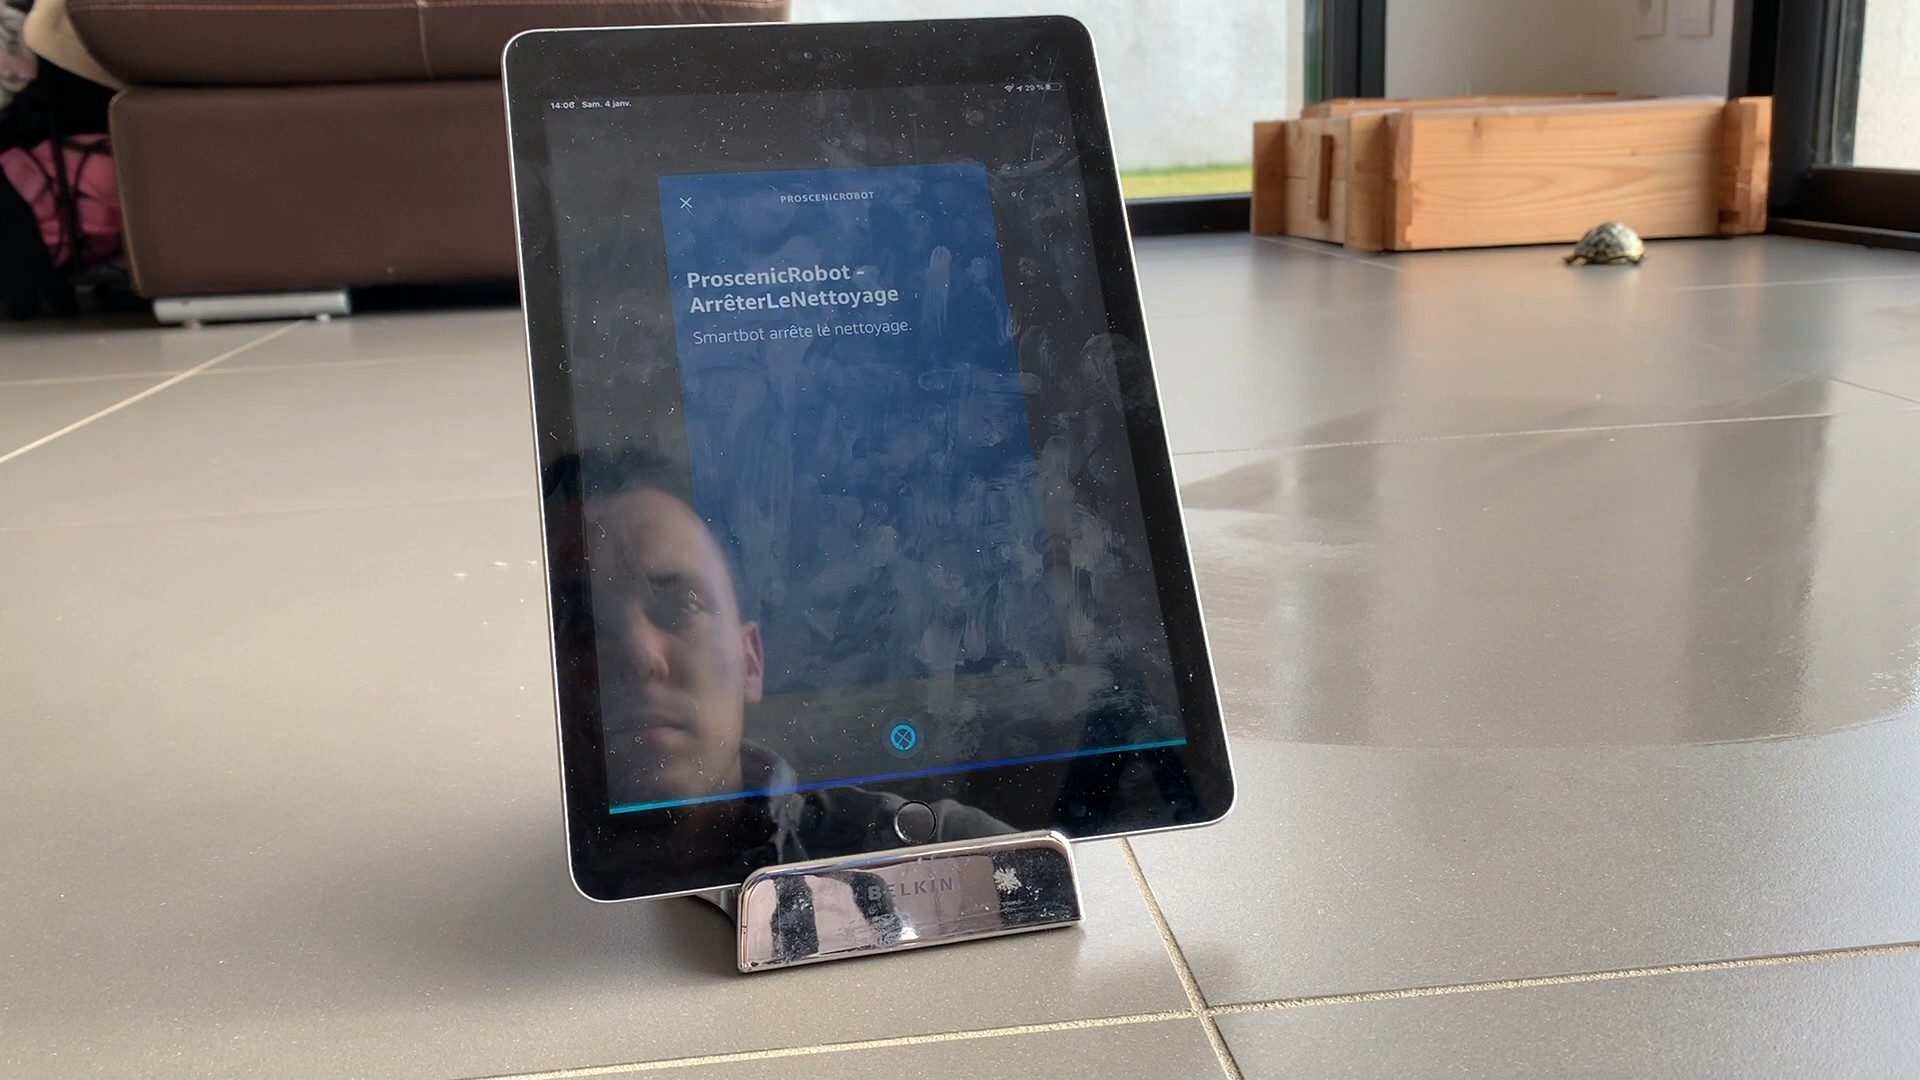 14:06 Sam. 4 janv.
29 %
PROSCENICROBOT
ProscenicRobot -
ArrêterLeNettoyage
Smartbot arrête le nettoyage.
BELKIN